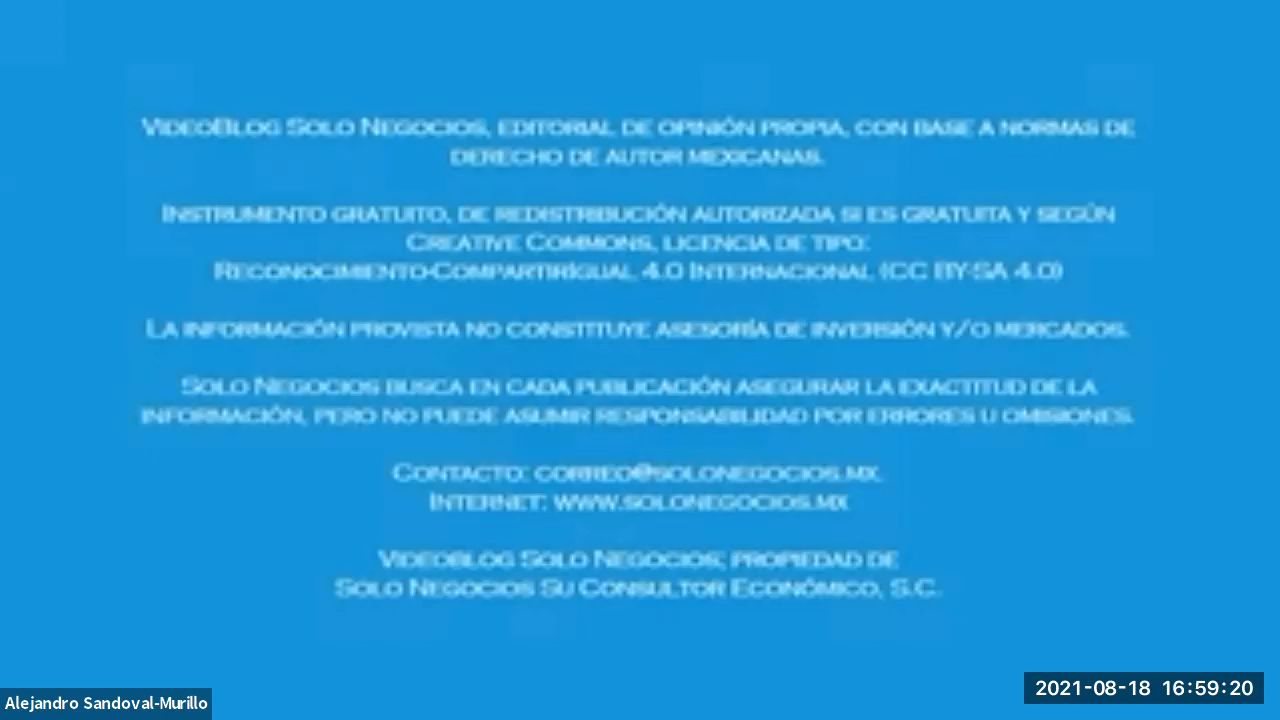 VideoBlog Solo Negocios, editorial de opinión propia, con base a normas de
derecho de autor mexicanas.
Instrumento gratuito, de redistribución autorizada si es gratuita y según
Creative Commons, licencia de tipo:
Reconocimiento-CompartirIgual 4.0 Internacional (CC BY-SA 4.0)
La información provista no constituye asesoría de inversión y/o mercados.
Solo Negocios busca en cada publicación asegurar la exactitud de la
información, pero no puede asumir responsabilidad por errores u omisiones.
Contacto: correo@solonegocios.mx
Internet: www.solonegocios.mx
Videoblog Solo Negocios; propiedad de
Solo Negocios Su Consultor Económico, S.C.
Alejandro Sandoval-Murillo
2021-08-18 16:59:20